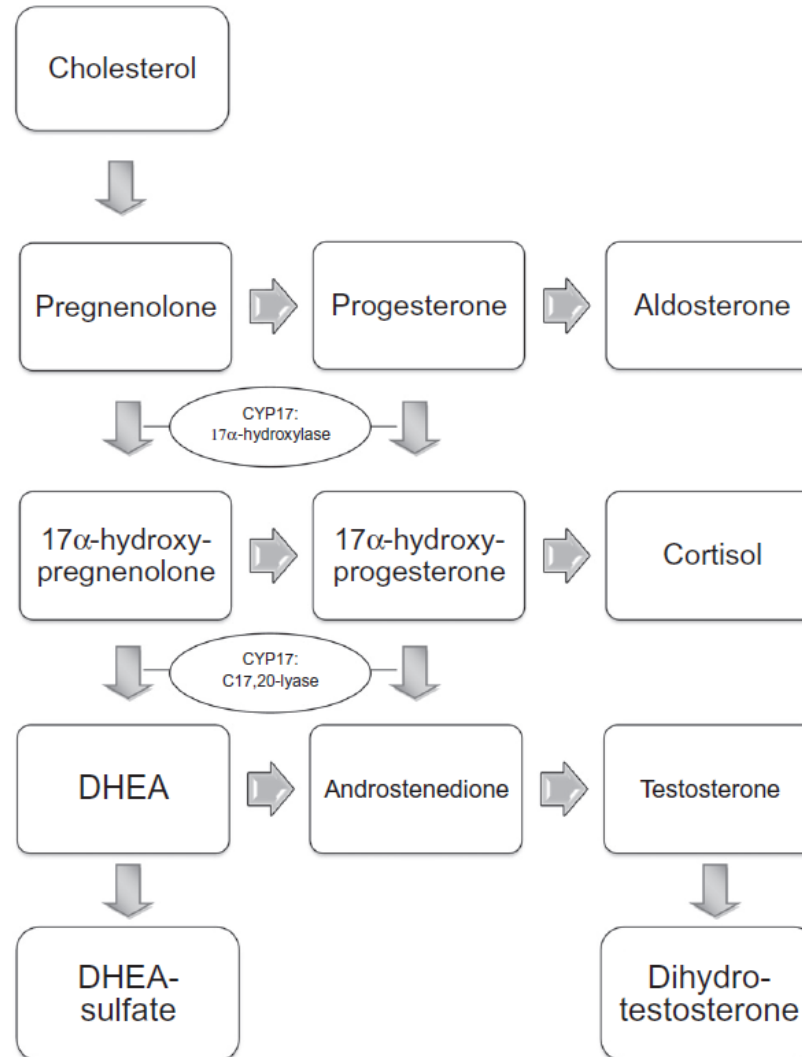 Cholesterol
Pregnenolone
Progesterone
Aldosterone
CYP17:
17α-hydroxylase
17α-hydroxy-
pregnenolone
17α-hydroxy-
progesterone
Cortisol
CYP17:
C17,20-lyase
DHEA
Androstenedione
Testosterone
DHEA-
sulfate
Dihydro-
testosterone